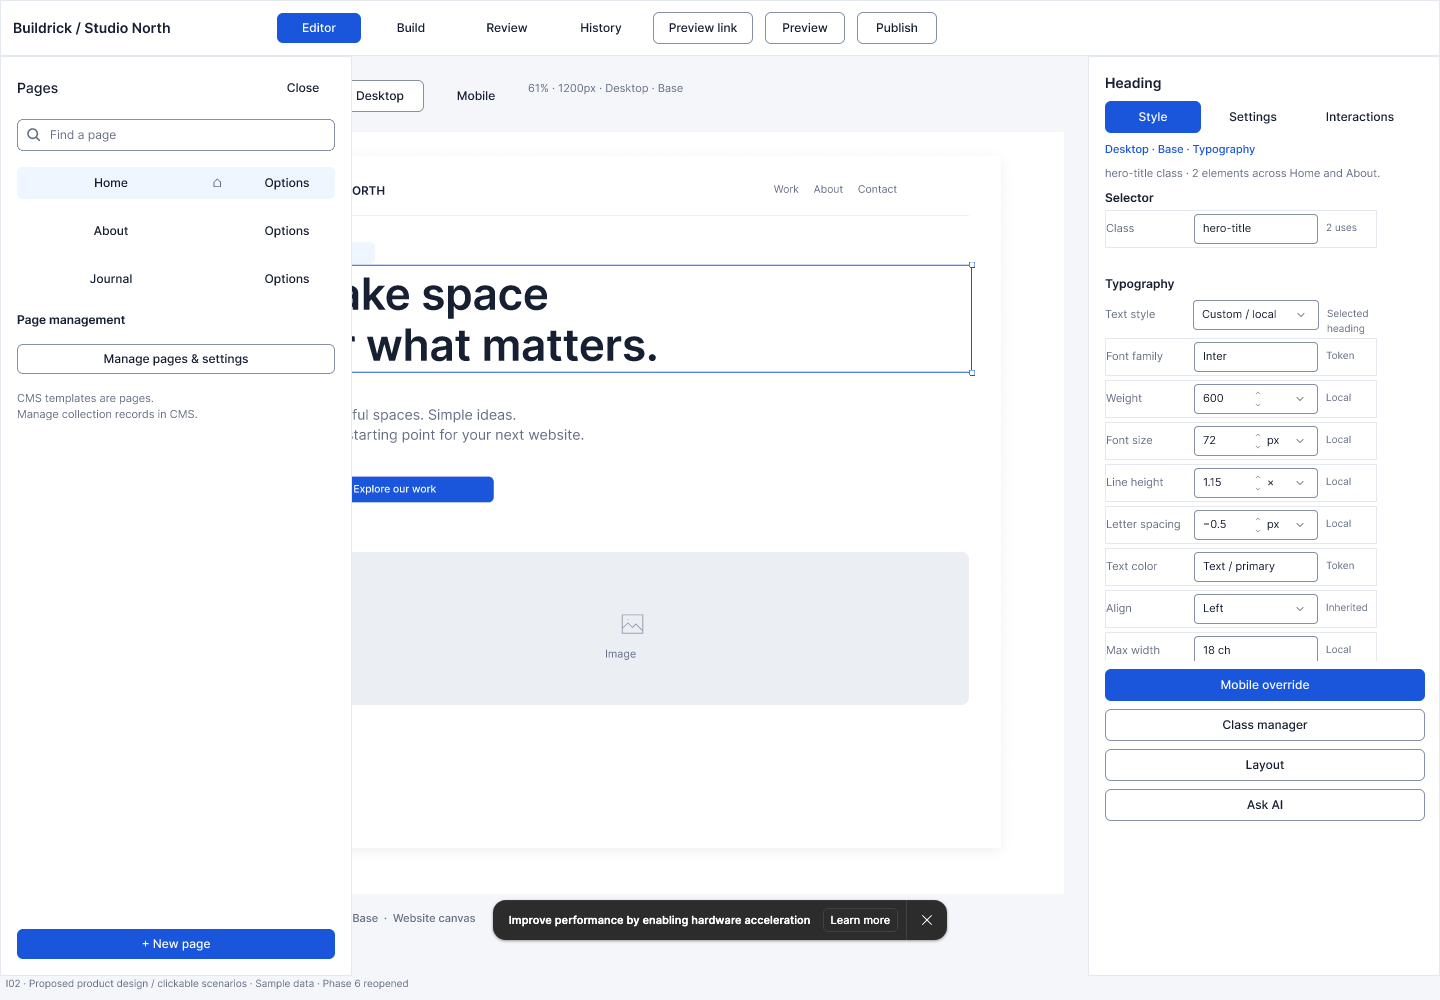 Buildrick / Studio North
Editor
Build
Review
History
Preview link
Preview
Publish
Pages
Close
Find a page
Home
Options
About
Options
Journal
Options
Page management
Manage pages & settings
CMS templates are pages.
Manage collection records in CMS.
+ New page
Desktop
Mobile
61% · 1200px · Desktop · Base
ORTH
Work
About
Contact
ake space
r what matters.
ful spaces. Simple ideas.
starting point for your next website.
Explore our work
Image
Base · Website canvas
Improve performance by enabling hardware acceleration
Learn more
Heading
Style
Settings
Interactions
Desktop · Base · Typography
hero-title class · 2 elements across Home and About.
Selector
Class
hero-title
2 uses
Typography
Text style
Custom / local
Selected
heading
Font family
Inter
Token
Weight
600
Local
Font size
72
px
Local
Line height
1.15
×
Local
Letter spacing
−0.5
px
Local
Text color
Text / primary
Token
Align
Left
Inherited
Max width
18 ch
Local
Mobile override
Class manager
Layout
Ask AI
I02 · Proposed product design / clickable scenarios · Sample data · Phase 6 reopened